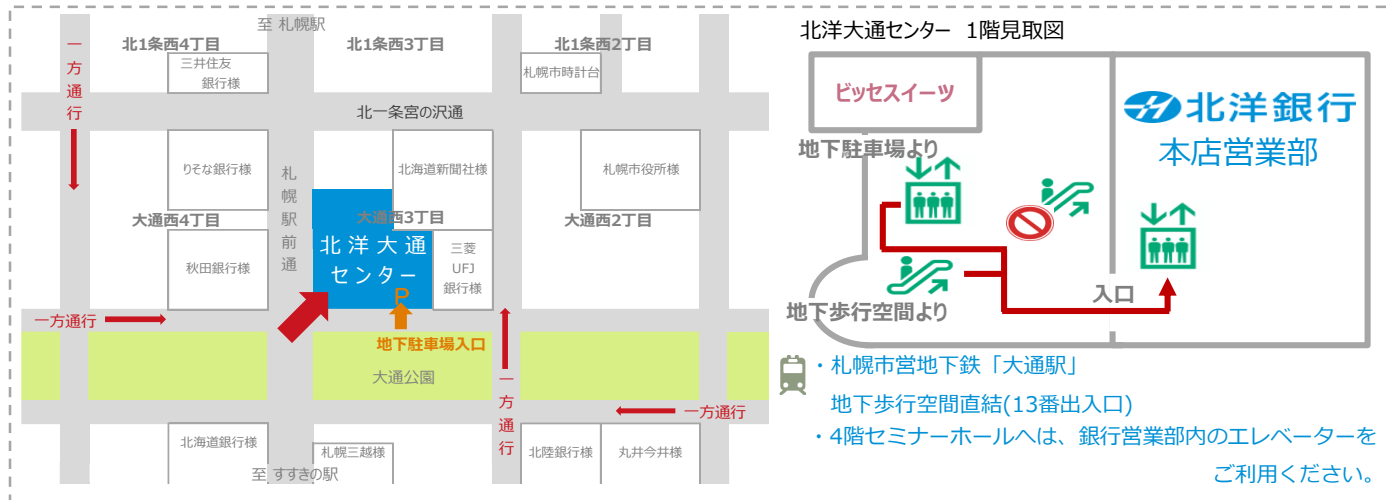 至 札幌駅
北1条西4丁目
北1条西3丁目
北1条西2丁目
一方通行
三井住友
銀行様
札幌市時計台
北一条宮の沢通
りそな銀行様
札幌駅前通
北海道新聞社様
札幌市役所様
大通西4丁目
大通西3丁目
大通西2丁目
北洋大通
センター
秋田銀行様
三菱
UFJ
銀行様
P
一方通行
地下駐車場入口
大通公園
一方通行
一方通行
北海道銀行様
札幌三越様
北陸銀行様
丸井今井様
至 すすきの駅
北洋大通センター 1階見取図
ビッセスイーツ
北洋銀行
本店営業部
地下駐車場より
入口
地下歩行空間より
・札幌市営地下鉄「大通駅」
地下歩行空間直結(13番出入口)
・4階セミナーホールへは、銀行営業部内のエレベーターを
ご利用ください。